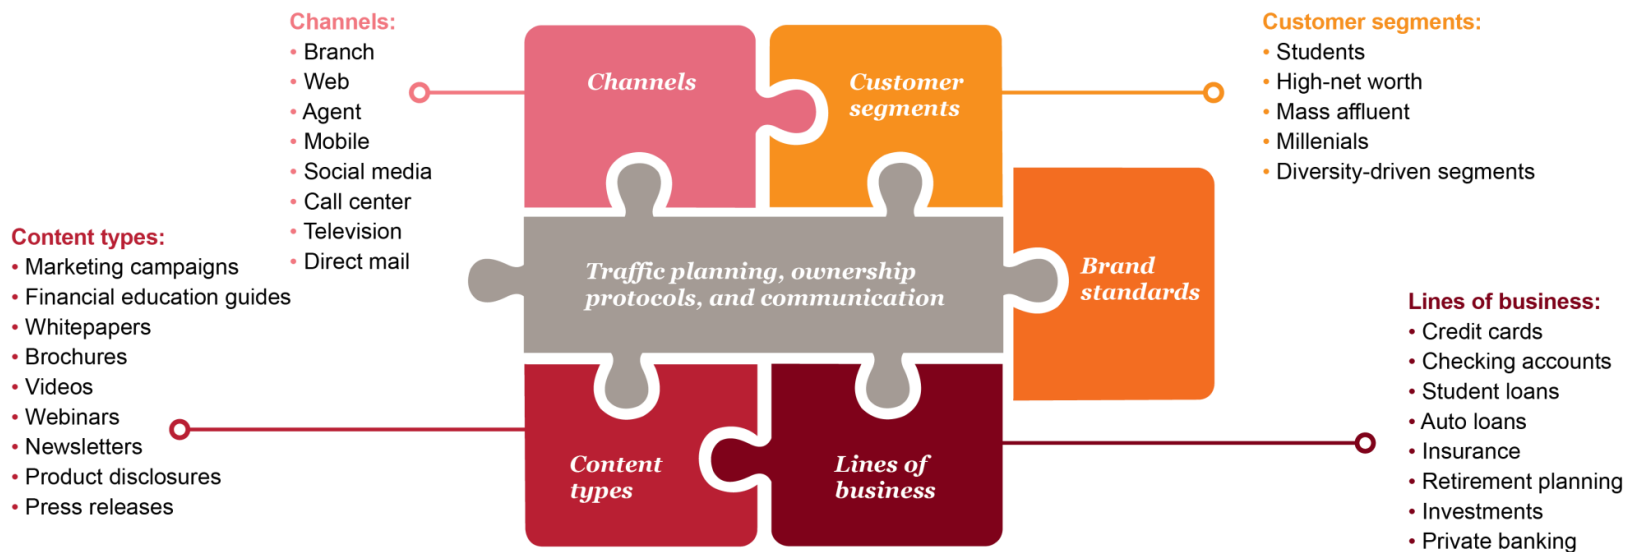 Channels:
• Branch
• Web
• Agent
• Mobile
• Social media
• Call center
• Television
• Direct mail
Content types:
• Marketing campaigns
• Financial education guides
• Whitepapers
• Brochures
• Videos
• Webinars
• Newsletters
• Product disclosures
• Press releases
Channels
Customer
segments
Traffic planning, ownership
protocols, and communication
Brand
standards
Content
types
Lines of
business
Customer segments:
• Students
• High-net worth
• Mass affluent
• Millenials
• Diversity-driven segments
Lines of business:
• Credit cards
• Checking accounts
• Student loans
• Auto loans
• Insurance
• Retirement planning
• Investments
• Private banking